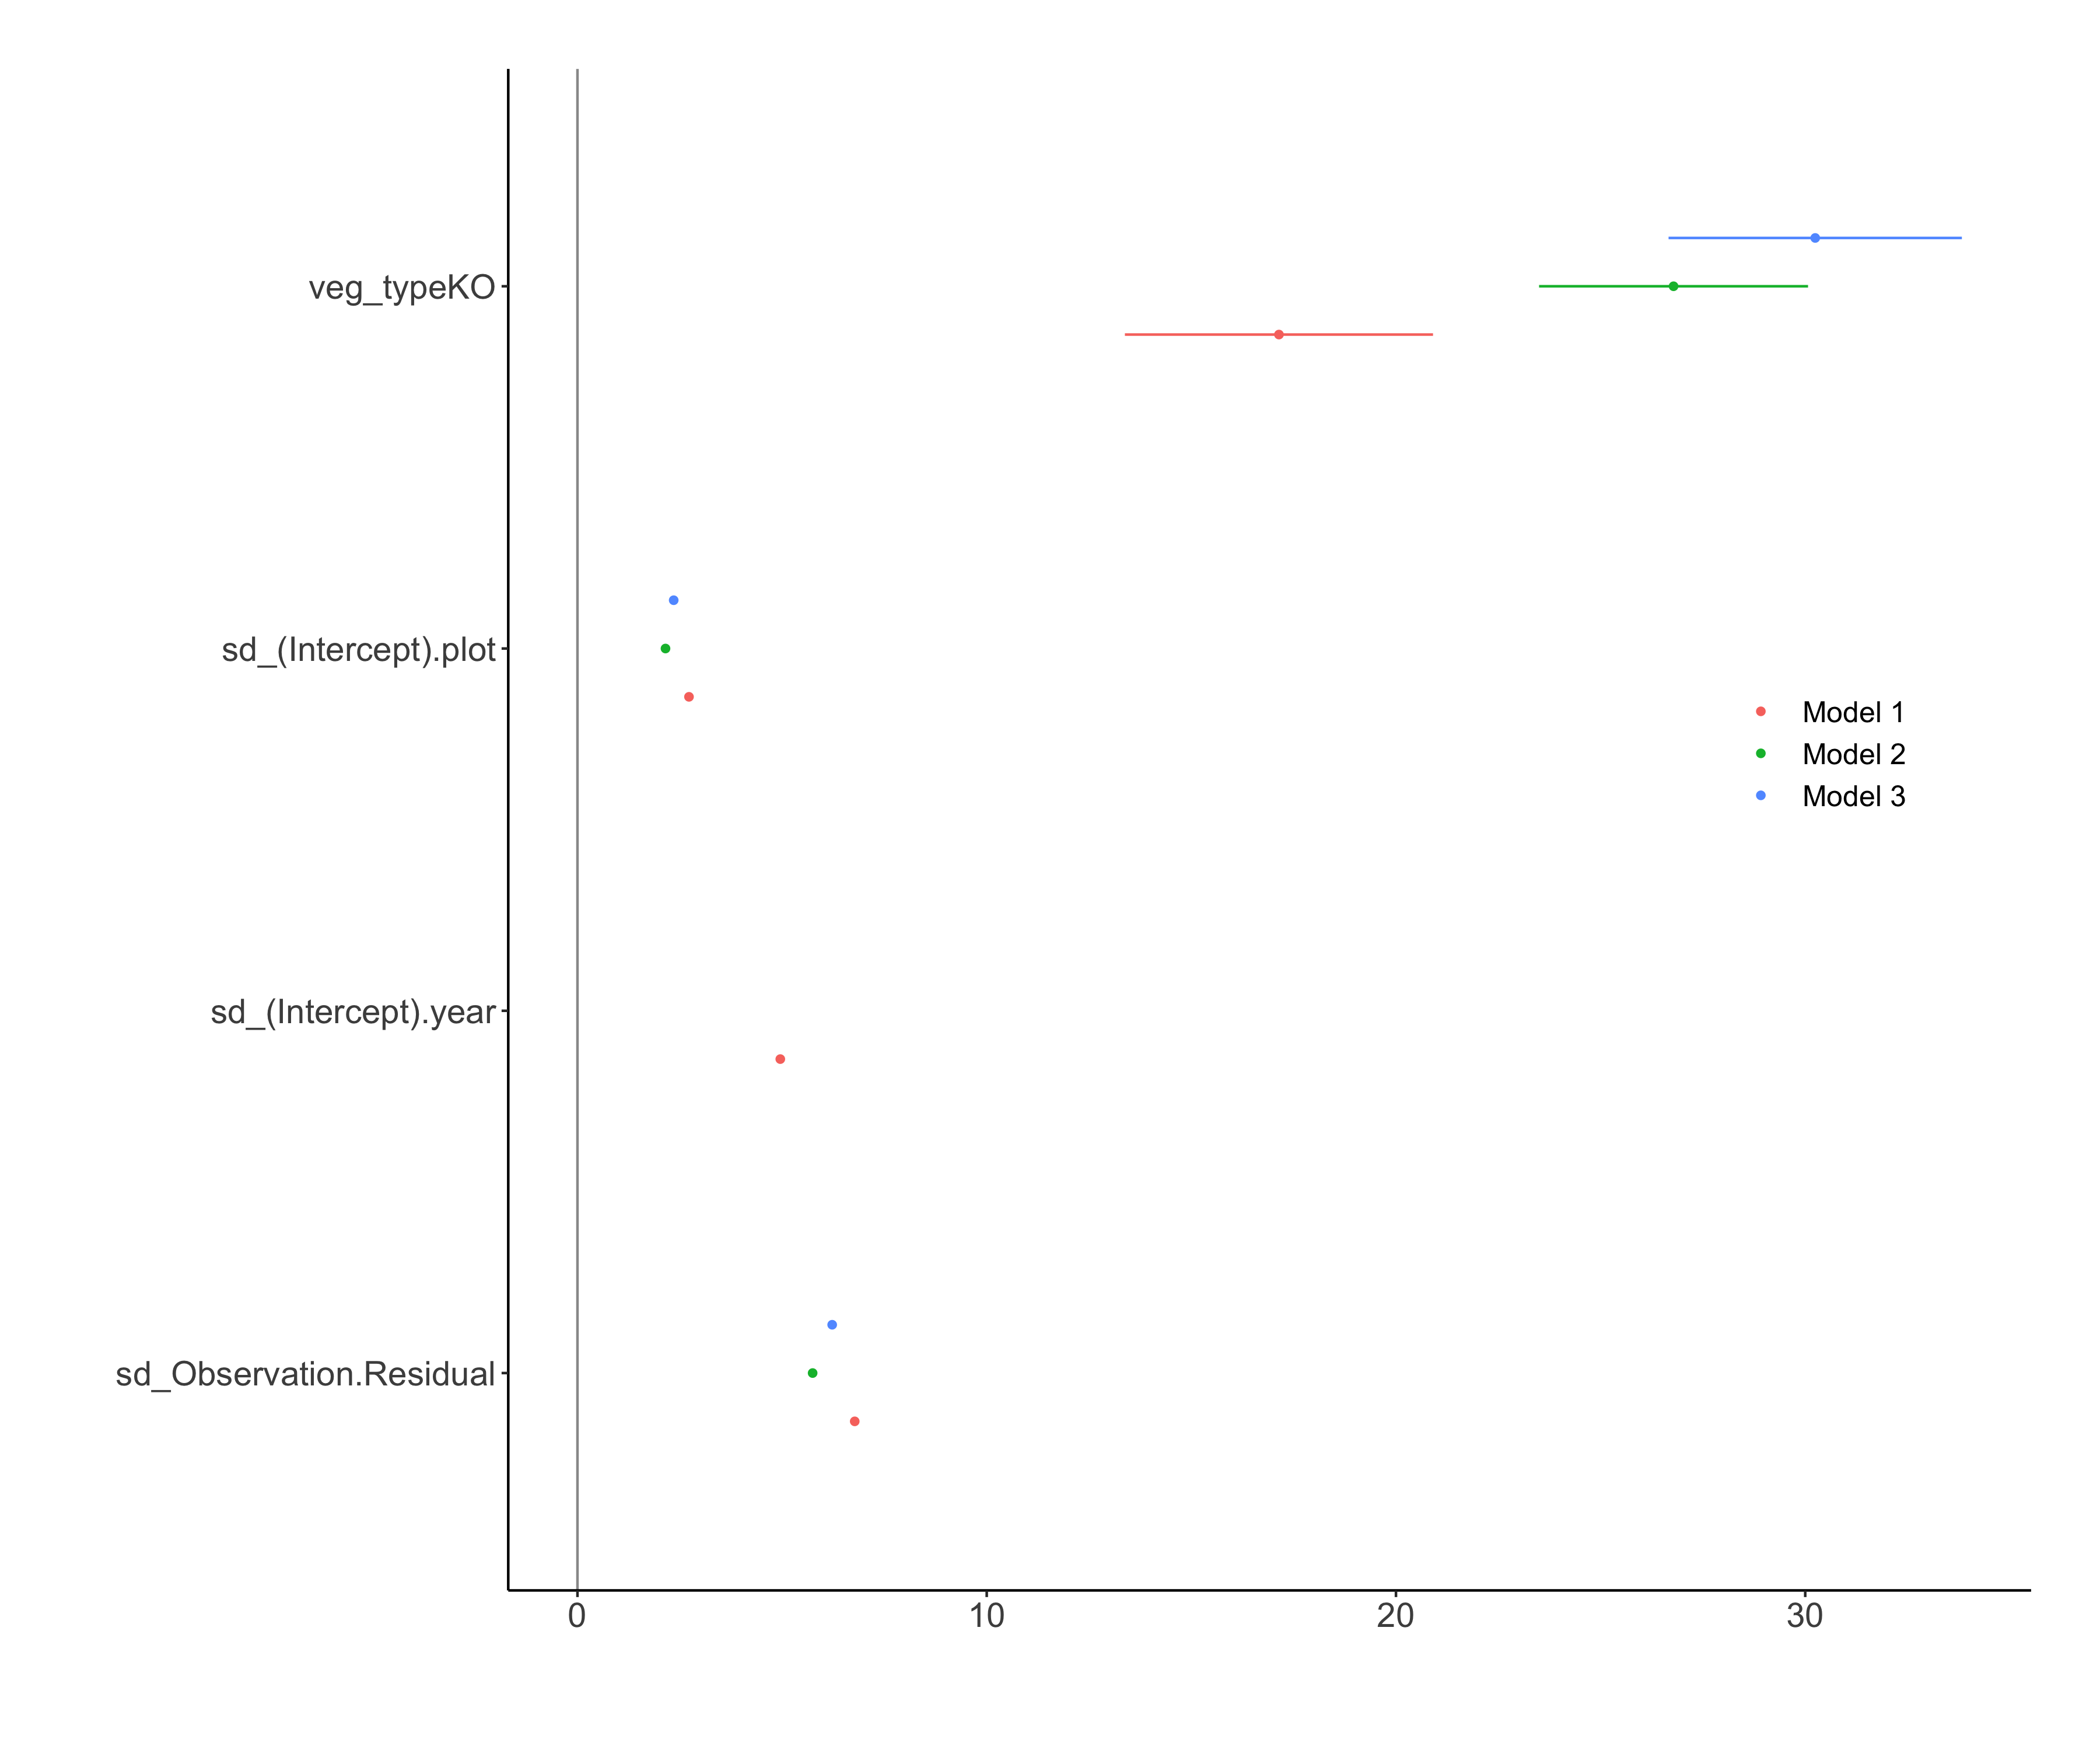 veg_typeKO
sd_(Intercept).plot
Model 1
Model 2
Model 3
sd_(Intercept).year
sd_Observation.Residual
0 10 20 30